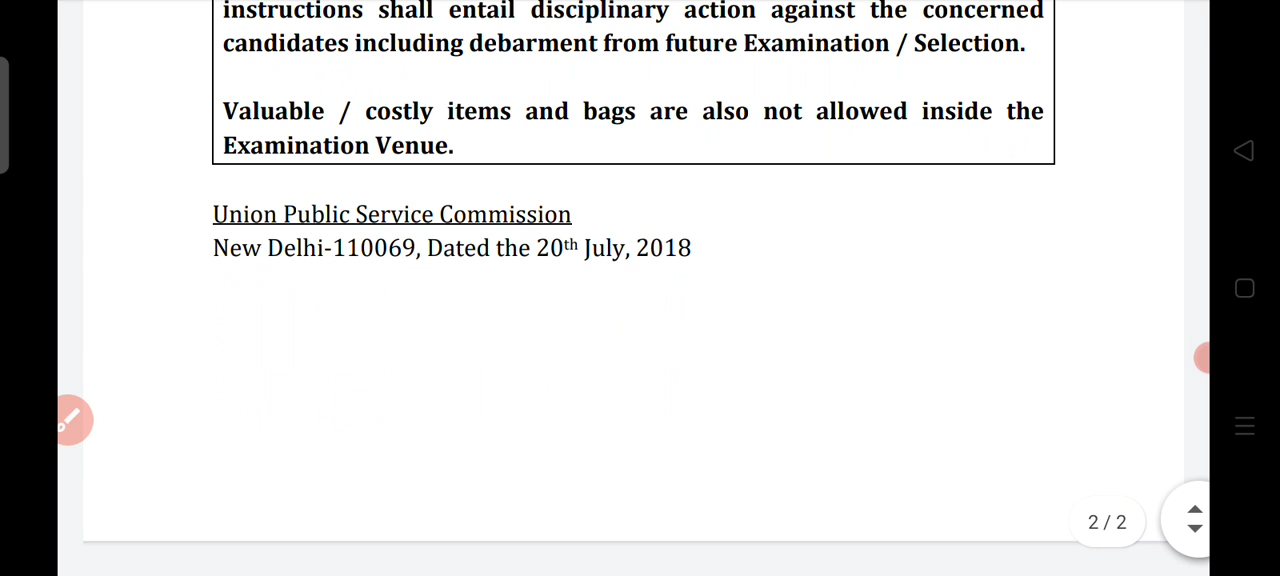 instructions shall entail disciplinary action against the concerned
candidates including debarment from future Examination / Selection.
Valuable / costly items and bags are also not allowed inside the
Examination Venue.
Union Public Service Commission
New Delhi-110069, Dated the 20th July, 2018
2 / 2